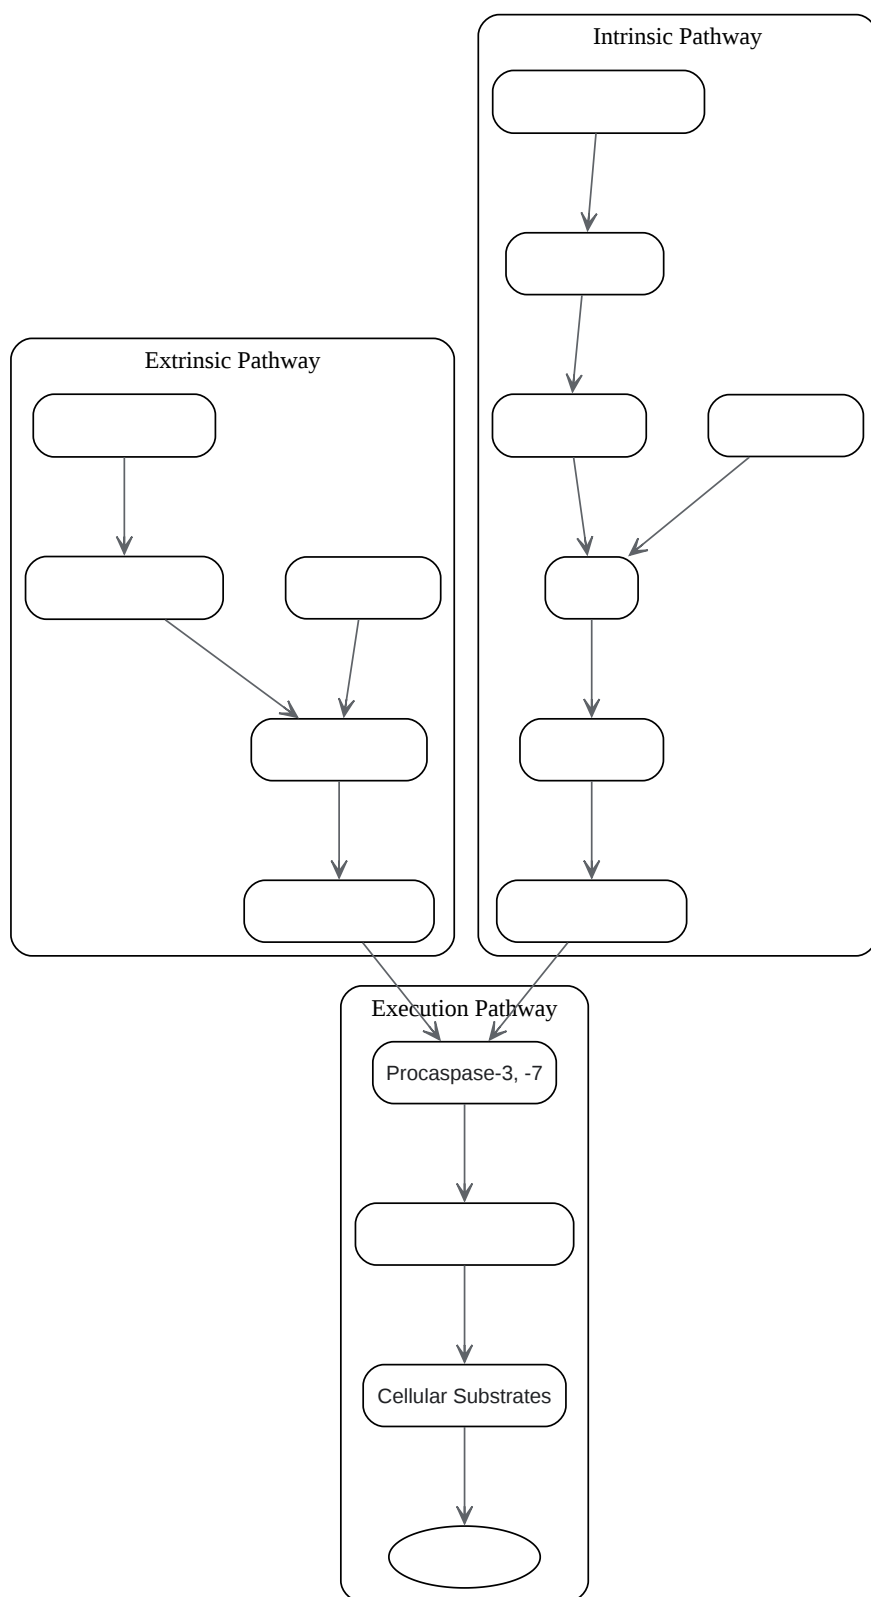 Intrinsic Pathway
Extrinsic Pathway
Execution Pathway
Procaspase-3, -7
Cellular Substrates